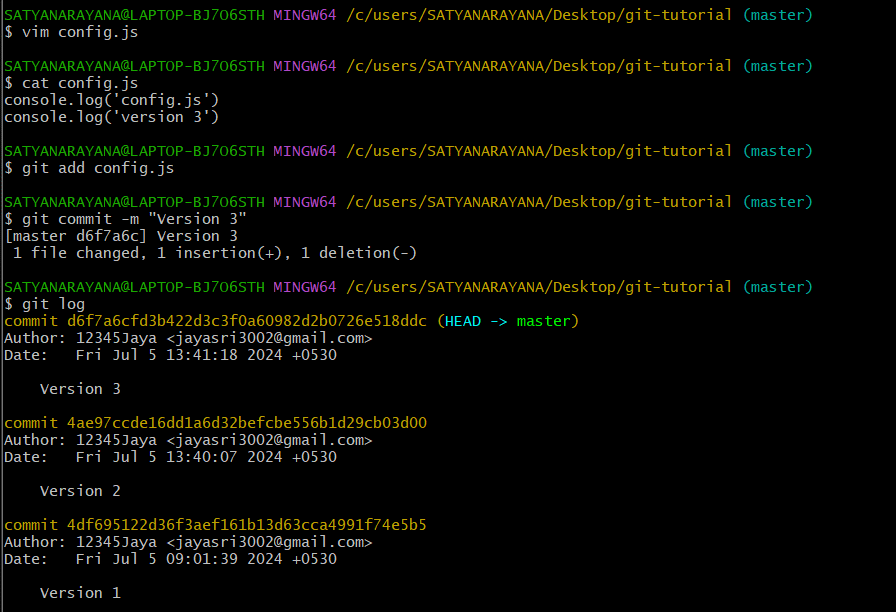 SATYANARAYANA@LAPTOP-BJ7O6STH MINGW64 /c/users/SATYANARAYANA/Desktop/git-tutorial (master)
$ vim config.js
SATYANARAYANA@LAPTOP-BJ7O6STH MINGW64 /c/users/SATYANARAYANA/Desktop/git-tutorial (master)
$ cat config.js
console.log('config.js')
console.log('version 3')
SATYANARAYANA@LAPTOP-BJ7O6STH MINGW64 /c/users/SATYANARAYANA/Desktop/git-tutorial (master)
$ git add config.js
SATYANARAYANA@LAPTOP-BJ7O6STH MINGW64 /c/users/SATYANARAYANA/Desktop/git-tutorial (master)
$ git commit -m "Version 3"
[master d6f7a6c] Version 3
 1 file changed, 1 insertion(+), 1 deletion(-)
SATYANARAYANA@LAPTOP-BJ7O6STH MINGW64 /c/users/SATYANARAYANA/Desktop/git-tutorial (master)
$ git log
commit d6f7a6cfd3b422d3c3f0a60982d2b0726e518ddc (HEAD -> master)
Author: 12345Jaya <jayasri3002@gmail.com>
Date:   Fri Jul 5 13:41:18 2024 +0530
    Version 3
commit 4ae97ccde16dd1a6d32befcbe556b1d29cb03d00
Author: 12345Jaya <jayasri3002@gmail.com>
Date:   Fri Jul 5 13:40:07 2024 +0530
    Version 2
commit 4df695122d36f3aef161b13d63cca4991f74e5b5
Author: 12345Jaya <jayasri3002@gmail.com>
Date:   Fri Jul 5 09:01:39 2024 +0530
    Version 1